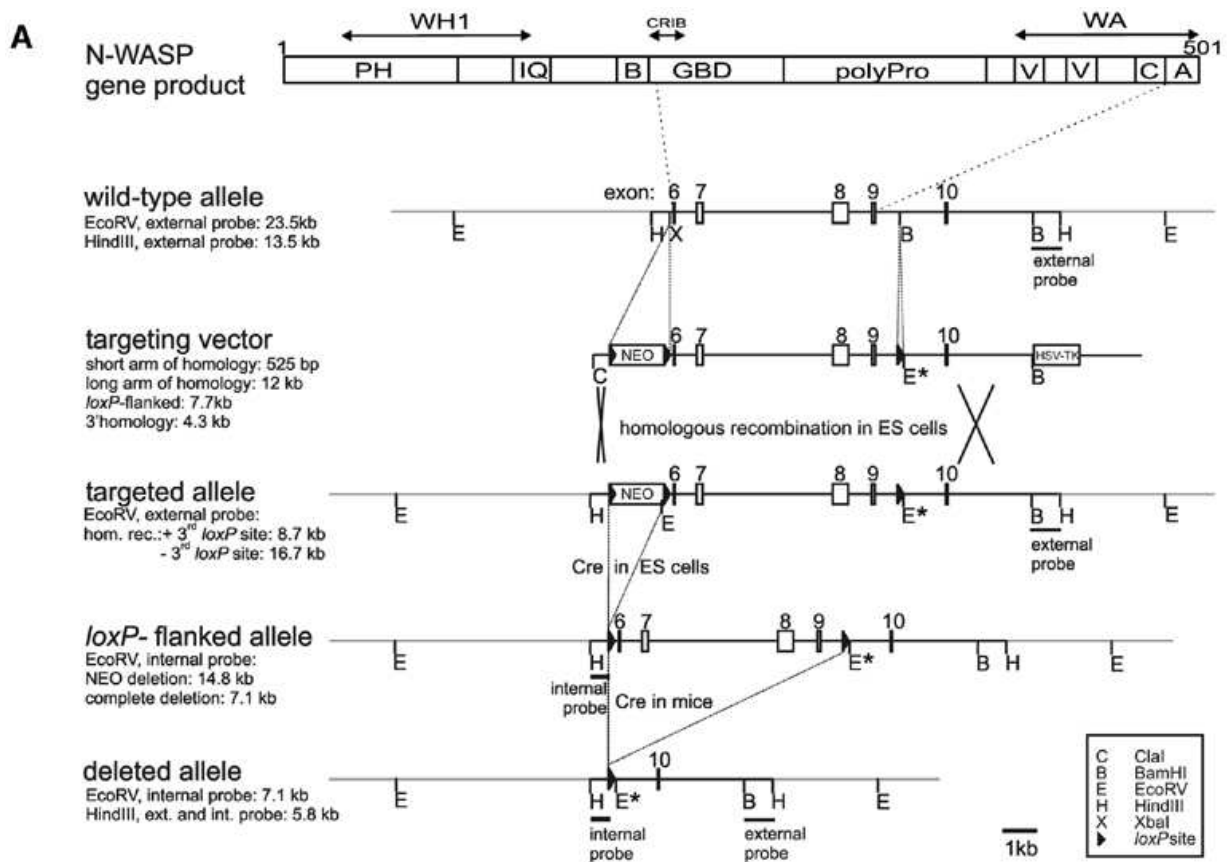 A
WH1
CRIB
WA
N-WASP
gene product
1
501
PH
IQ
B
GBD
polyPro
V
V
C
A
wild-type allele
EcoRV, external probe: 23.5kb
HindIII, external probe: 13.5 kb
exon:
6
7
8
9
10
E
H
X
B
B
H
E
external
probe
targeting vector
short arm of homology: 525 bp
long arm of homology: 12 kb
loxP-flanked: 7.7kb
3'homology: 4.3 kb
NEO
6
7
8
9
10
HSV-TK
C
E*
B
homologous recombination in ES cells
targeted allele
EcoRV, external probe:
hom. rec.:+ 3rd loxP site: 8.7 kb
- 3rd loxP site: 16.7 kb
NEO
6
7
8
9
10
E
H
E
E*
B
H
E
external
probe
Cre in ES cells
loxP- flanked allele
EcoRV, internal probe:
NEO deletion: 14.8 kb
complete deletion: 7.1 kb
6
7
8
9
10
E
H
E*
B
H
E
internal
probe
Cre in mice
deleted allele
EcoRV, internal probe: 7.1 kb
HindIII, ext. and int. probe: 5.8 kb
10
E
H
E*
B
H
E
internal
probe
external
probe
1kb
C ClaI
B BamHI
E EcoRV
H HindIII
X XbaI
loxP site